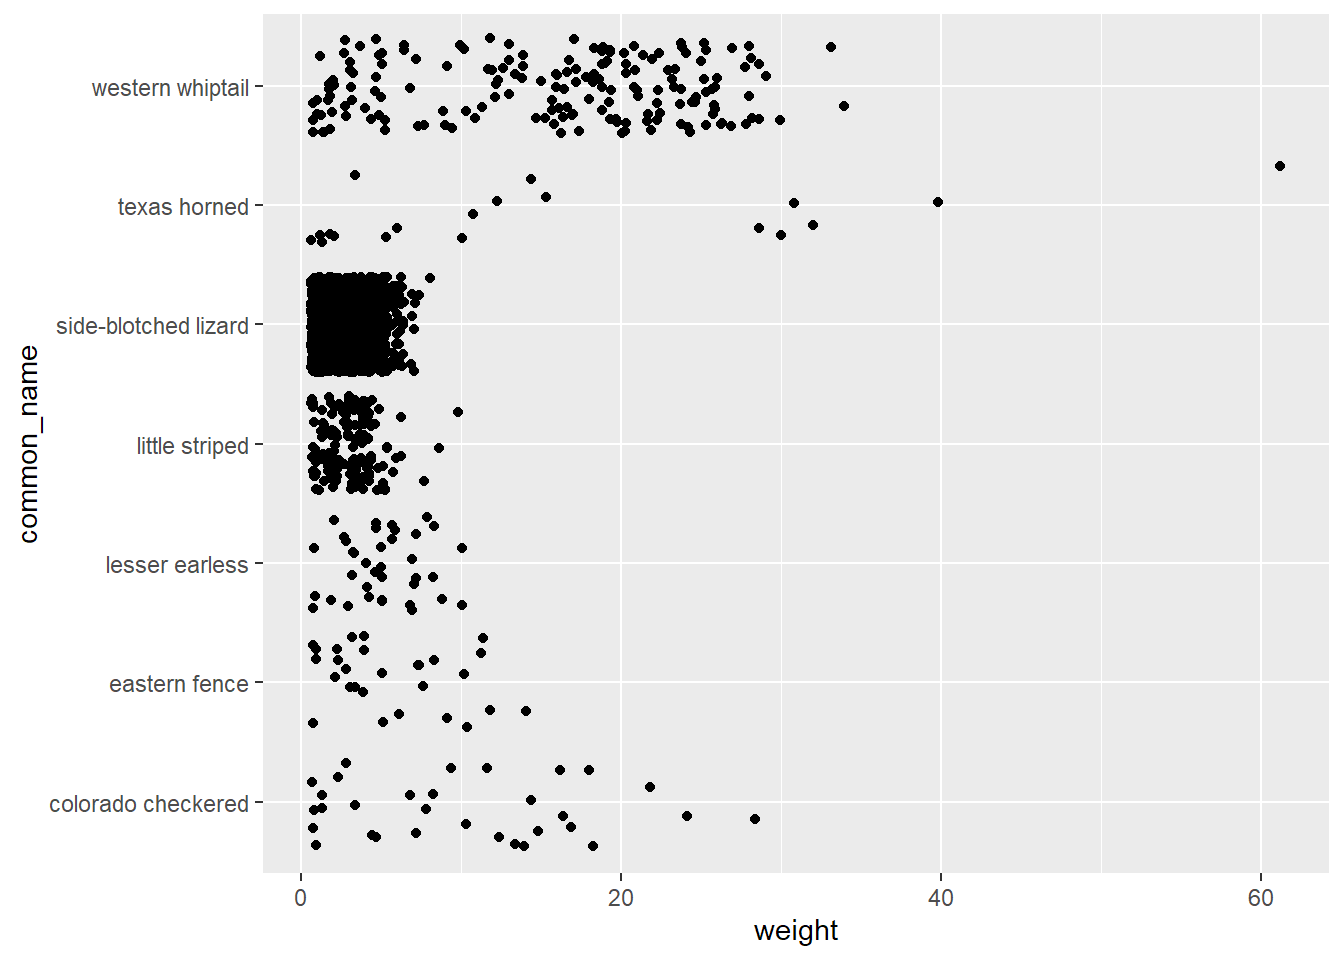 common_name
western whiptail
texas horned
side-blotched lizard
little striped
lesser earless
eastern fence
colorado checkered
0 20 40 60
weight